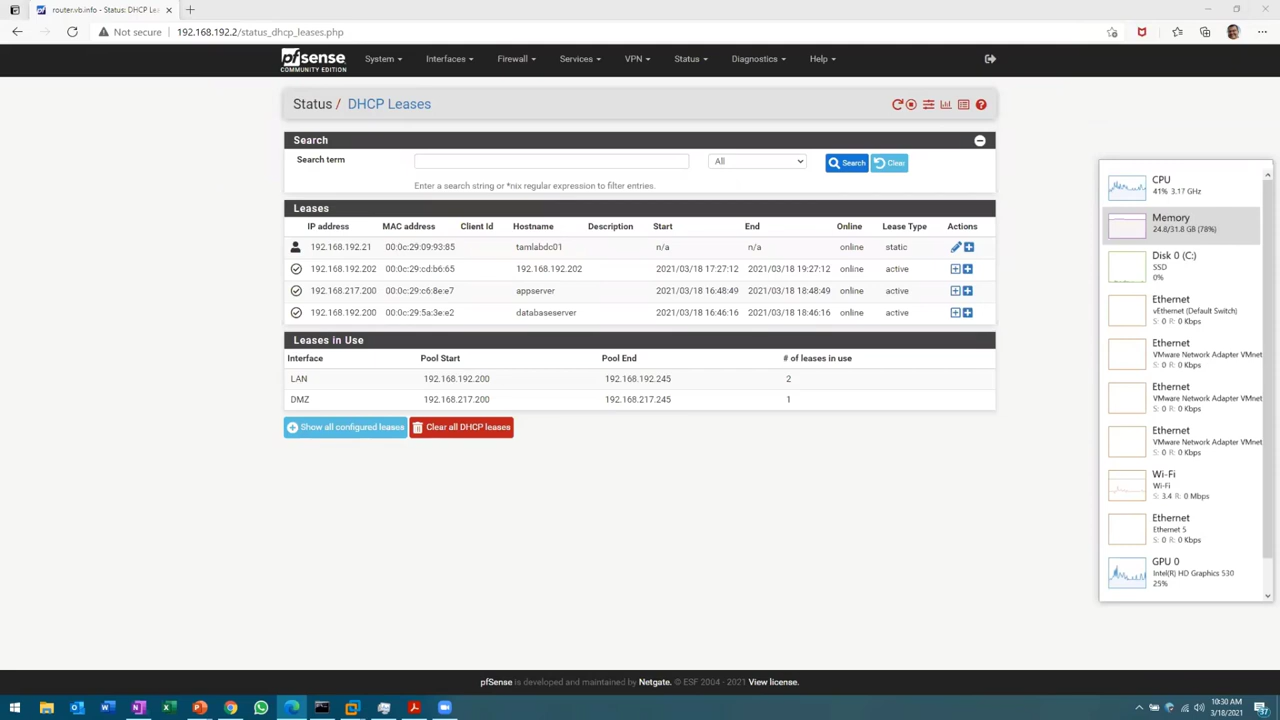 router.vb.info - Status: DHCP Le
Not secure 192.168.192.2/status_dhcp_leases.php
pfsense
COMMUNITY EDITION
System Interfaces Firewall Services VPN Status Diagnostics Help
Status / DHCP Leases
Search
Search term All Search Clear
Enter a search string or *nix regular expression to filter entries.
Leases
IP address MAC address Client Id Hostname Description Start End Online Lease Type Actions
192.168.192.21 00:0c:29:09:93:85 tamlabdc01 n/a n/a online static
192.168.192.202 00:0c:29:cd:b6:65 192.168.192.202 2021/03/18 17:27:12 2021/03/18 19:27:12 online active
192.168.217.200 00:0c:29:c6:8e:e7 appserver 2021/03/18 16:48:49 2021/03/18 18:48:49 online active
192.168.192.200 00:0c:29:5a:3e:e2 databaseserver 2021/03/18 16:46:16 2021/03/18 18:46:16 online active
Leases in Use
Interface Pool Start Pool End # of leases in use
LAN 192.168.192.200 192.168.192.245 2
DMZ 192.168.217.200 192.168.217.245 1
Show all configured leases Clear all DHCP leases
CPU
41% 3.17 GHz
Memory
24.8/31.8 GB (78%)
Disk 0 (C:)
SSD
0%
Ethernet
vEthernet (Default Switch)
S: 0 R: 0 Kbps
Ethernet
VMware Network Adapter VMnet
S: 0 R: 0 Kbps
Ethernet
VMware Network Adapter VMnet
S: 0 R: 0 Kbps
Ethernet
VMware Network Adapter VMnet
S: 0 R: 0 Kbps
Wi-Fi
Wi-Fi
S: 3.4 R: 0 Mbps
Ethernet
Ethernet 5
S: 0 R: 0 Kbps
GPU 0
Intel(R) HD Graphics 530
25%
pfSense is developed and maintained by Netgate. © ESF 2004 - 2021 View license.
10:30 AM
3/18/2021
37